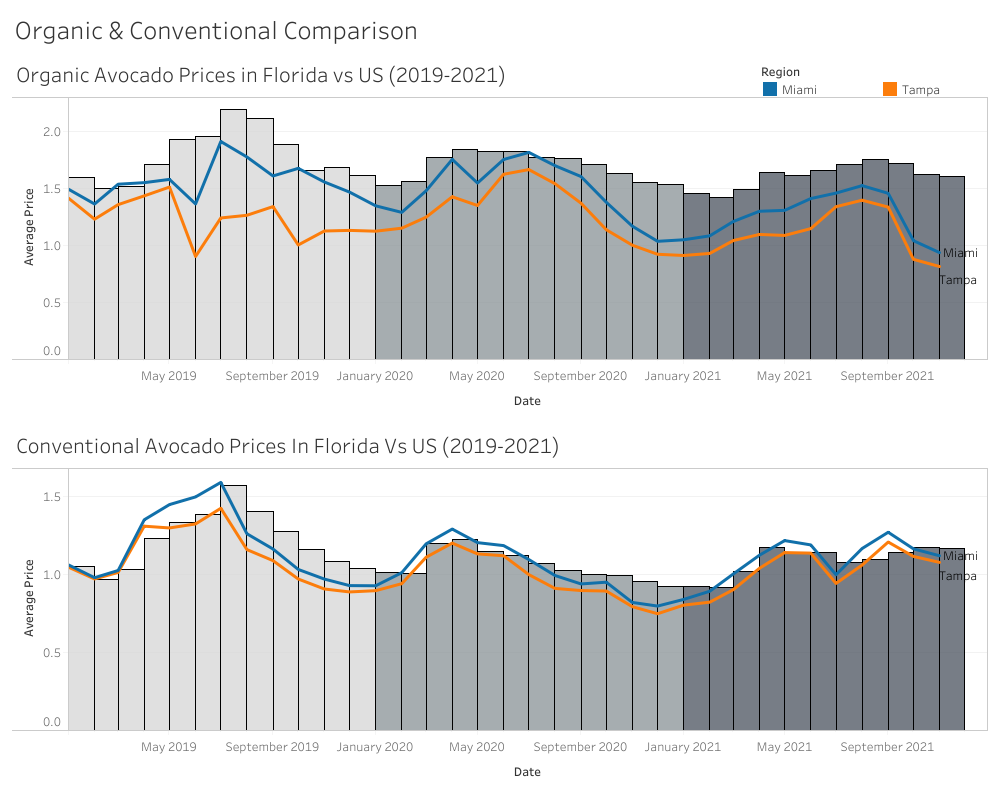 Organic & Conventional Comparison
Organic Avocado Prices in Florida vs US (2019-2021)
Region
Miami Tampa
2.0
1.5
1.0
0.5
0.0
Average Price
Miami
Tampa
May 2019 September 2019 January 2020 May 2020 September 2020 January 2021 May 2021 September 2021
Date
Conventional Avocado Prices In Florida Vs US (2019-2021)
1.5
1.0
0.5
0.0
Average Price
Miami
Tampa
May 2019 September 2019 January 2020 May 2020 September 2020 January 2021 May 2021 September 2021
Date